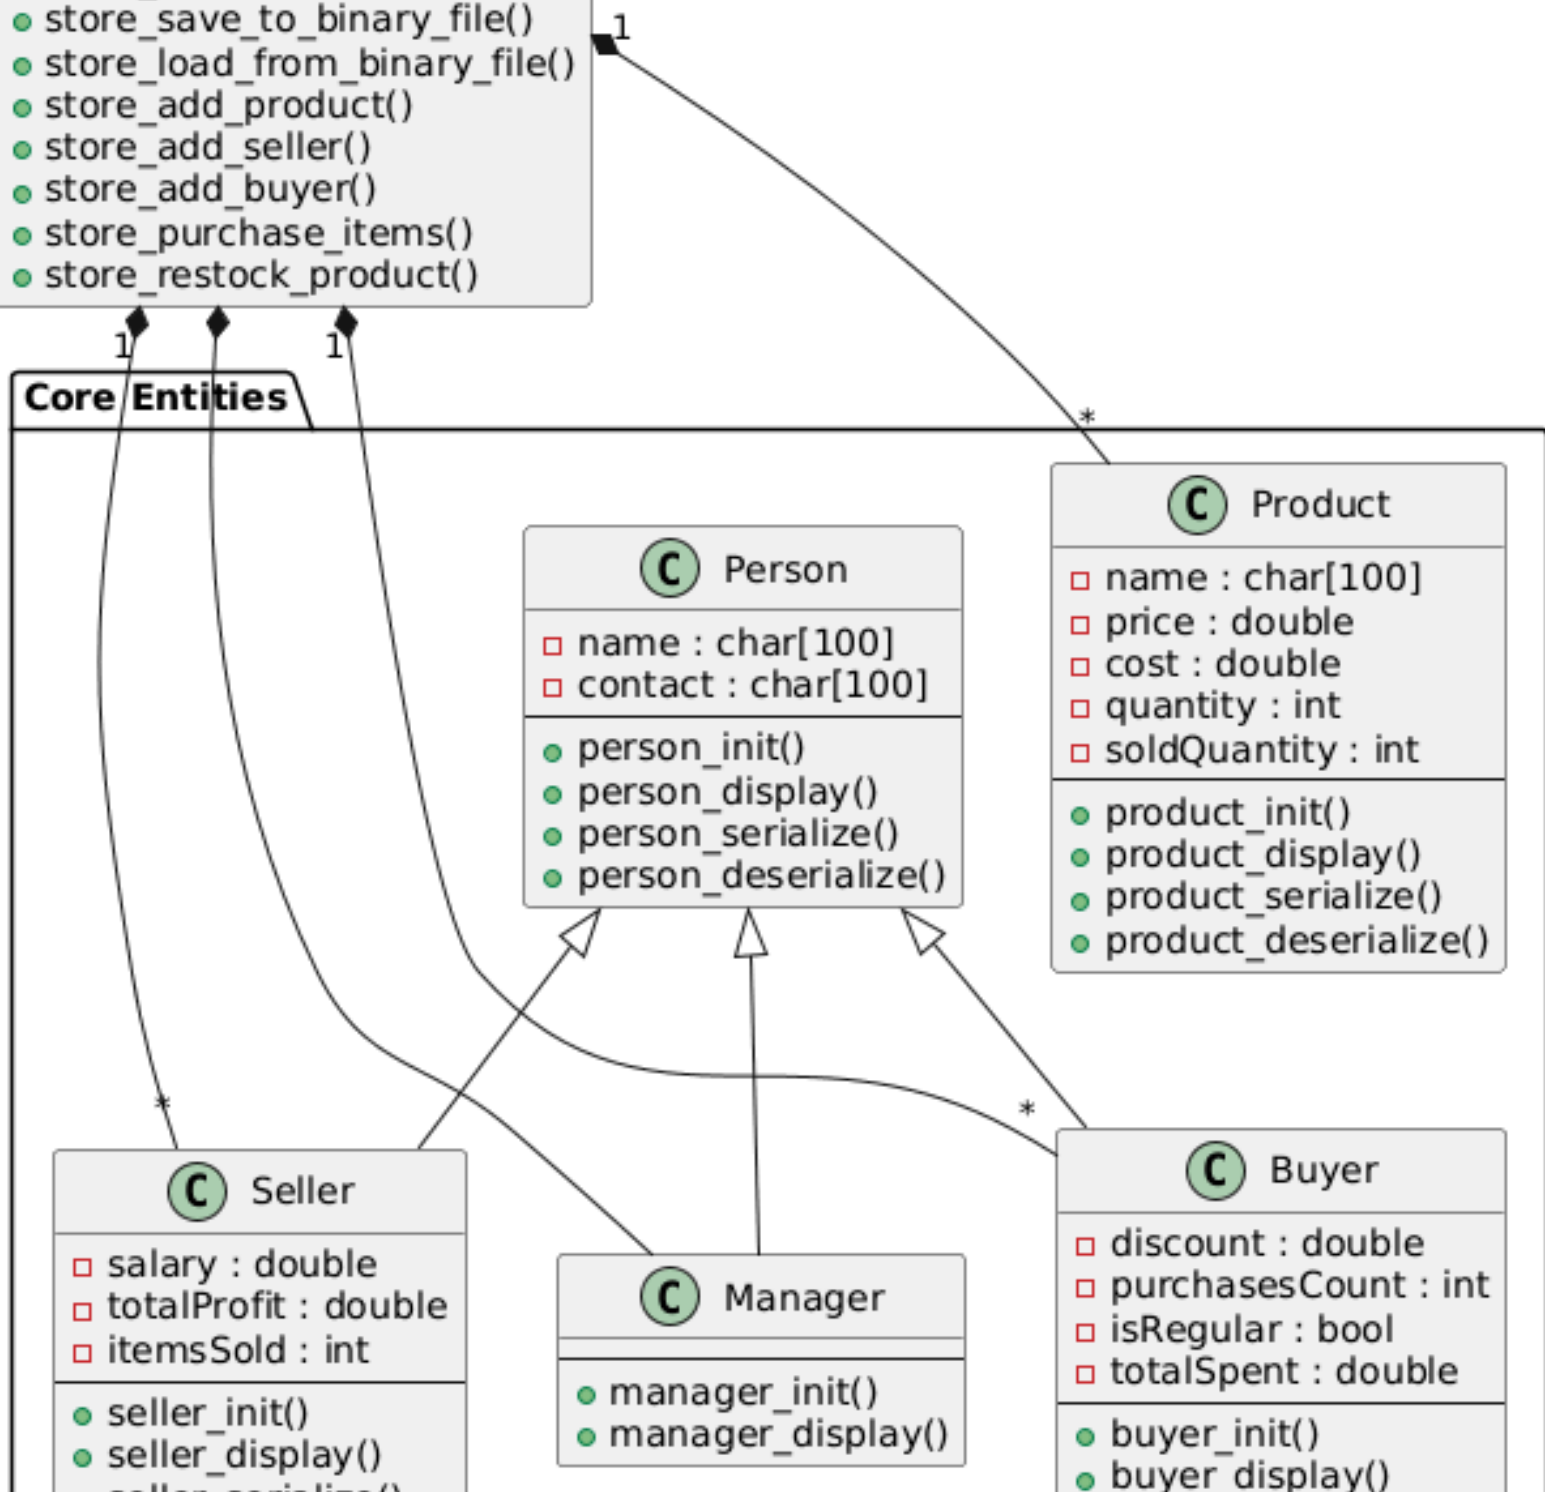 store_save_to_binary_file()
store_load_from_binary_file()
store_add_product()
store_add_seller()
store_add_buyer()
store_purchase_items()
store_restock_product()
1
1
1
Core Entities
*
C Product
name : char[100]
price : double
cost : double
quantity : int
soldQuantity : int
product_init()
product_display()
product_serialize()
product_deserialize()
C Person
name : char[100]
contact : char[100]
person_init()
person_display()
person_serialize()
person_deserialize()
*
*
C Seller
salary : double
totalProfit : double
itemsSold : int
seller_init()
seller_display()
C Manager
manager_init()
manager_display()
C Buyer
discount : double
purchasesCount : int
isRegular : bool
totalSpent : double
buyer_init()
buyer_display()